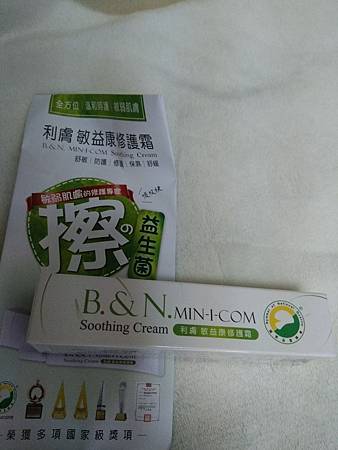 全方位 溫和修護 敏弱肌膚
利膚 敏益康修護霜
B. & N. MIN-I-COM Soothing Cream
舒敏│防護│修護│保濕│舒緩
敏弱肌膚的修護專家
擦の
益生菌
B. & N. MIN-I-COM
Soothing Cream 利膚 敏益康修護霜
榮獲多項國家級獎項